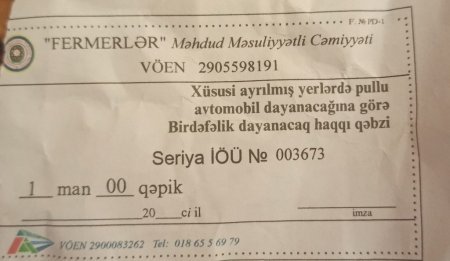 F. № PD-1
"FERMERLƏR" Məhdud Məsuliyyətli Cəmiyyəti
VÖEN 2905598191
Xüsusi ayrılmış yerlərdə pullu
avtomobil dayanacağına görə
Birdəfəlik dayanacaq haqqı qəbzi
Seriya İÖÜ № 003673
1 man 00 qəpik
20 ci il
imza
VÖEN 2900083262 Tel: 018 65 5 69 79